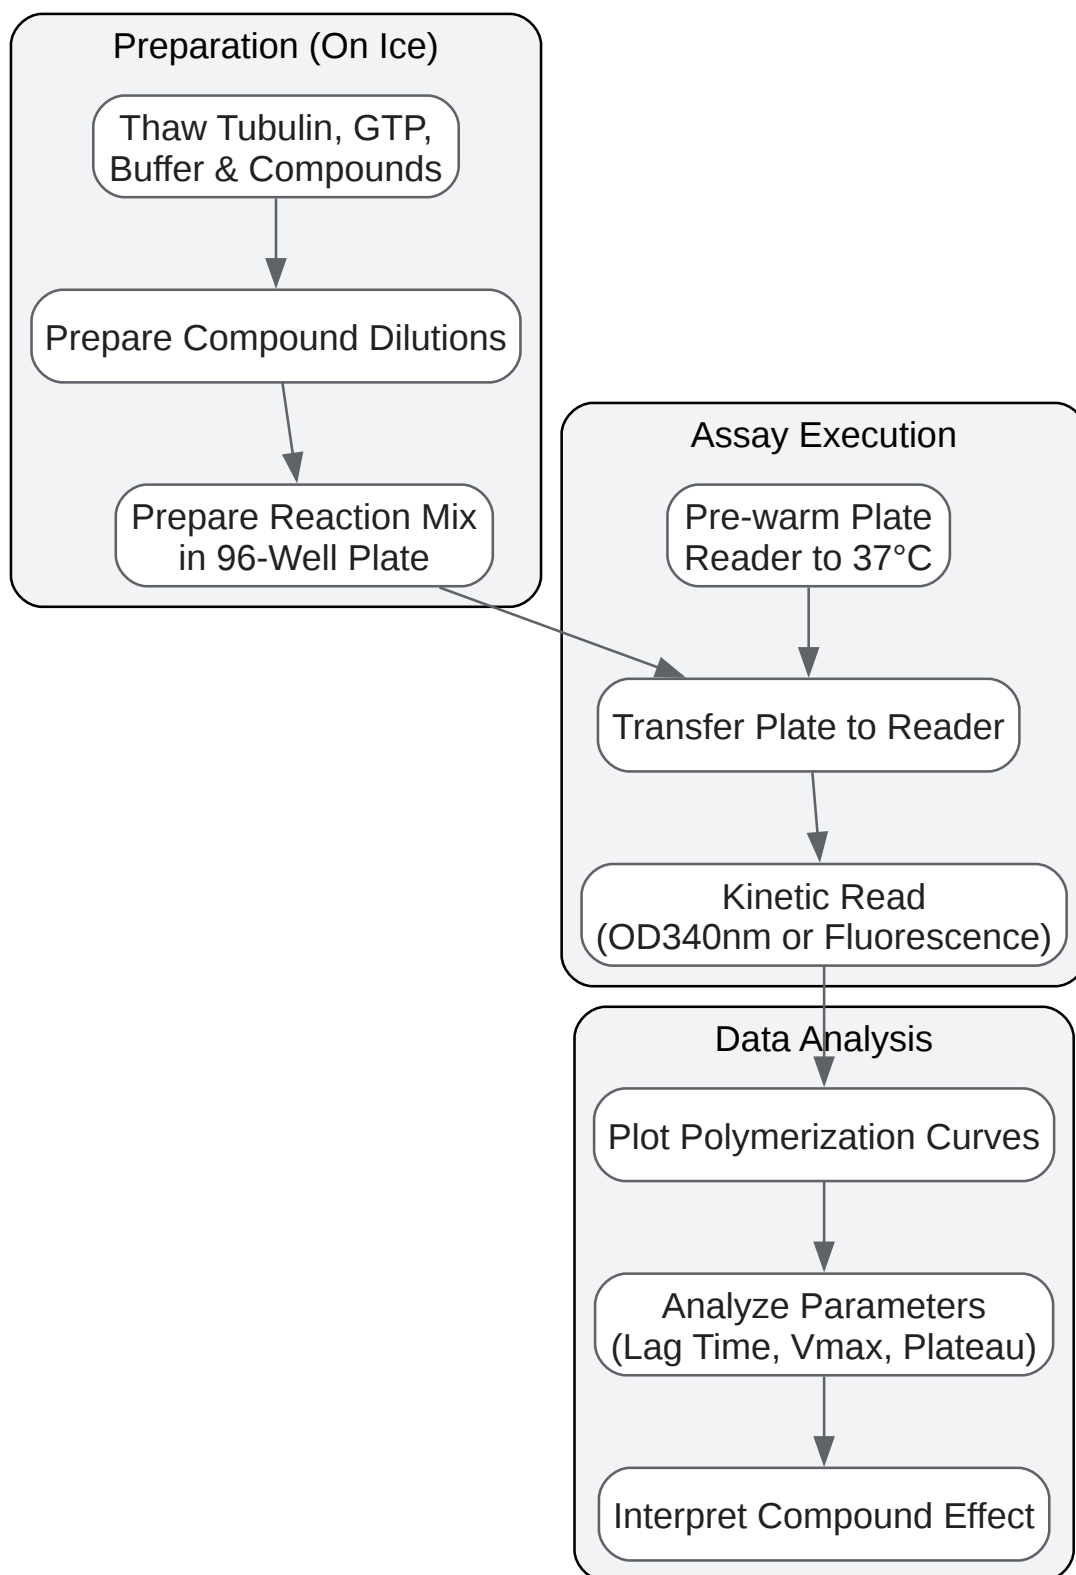 Preparation (On Ice)
Thaw Tubulin, GTP,
Buffer & Compounds
Prepare Compound Dilutions
Prepare Reaction Mix
in 96-Well Plate
Assay Execution
Pre-warm Plate
Reader to 37°C
Transfer Plate to Reader
Kinetic Read
(OD340nm or Fluorescence)
Data Analysis
Plot Polymerization Curves
Analyze Parameters
(Lag Time, Vmax, Plateau)
Interpret Compound Effect